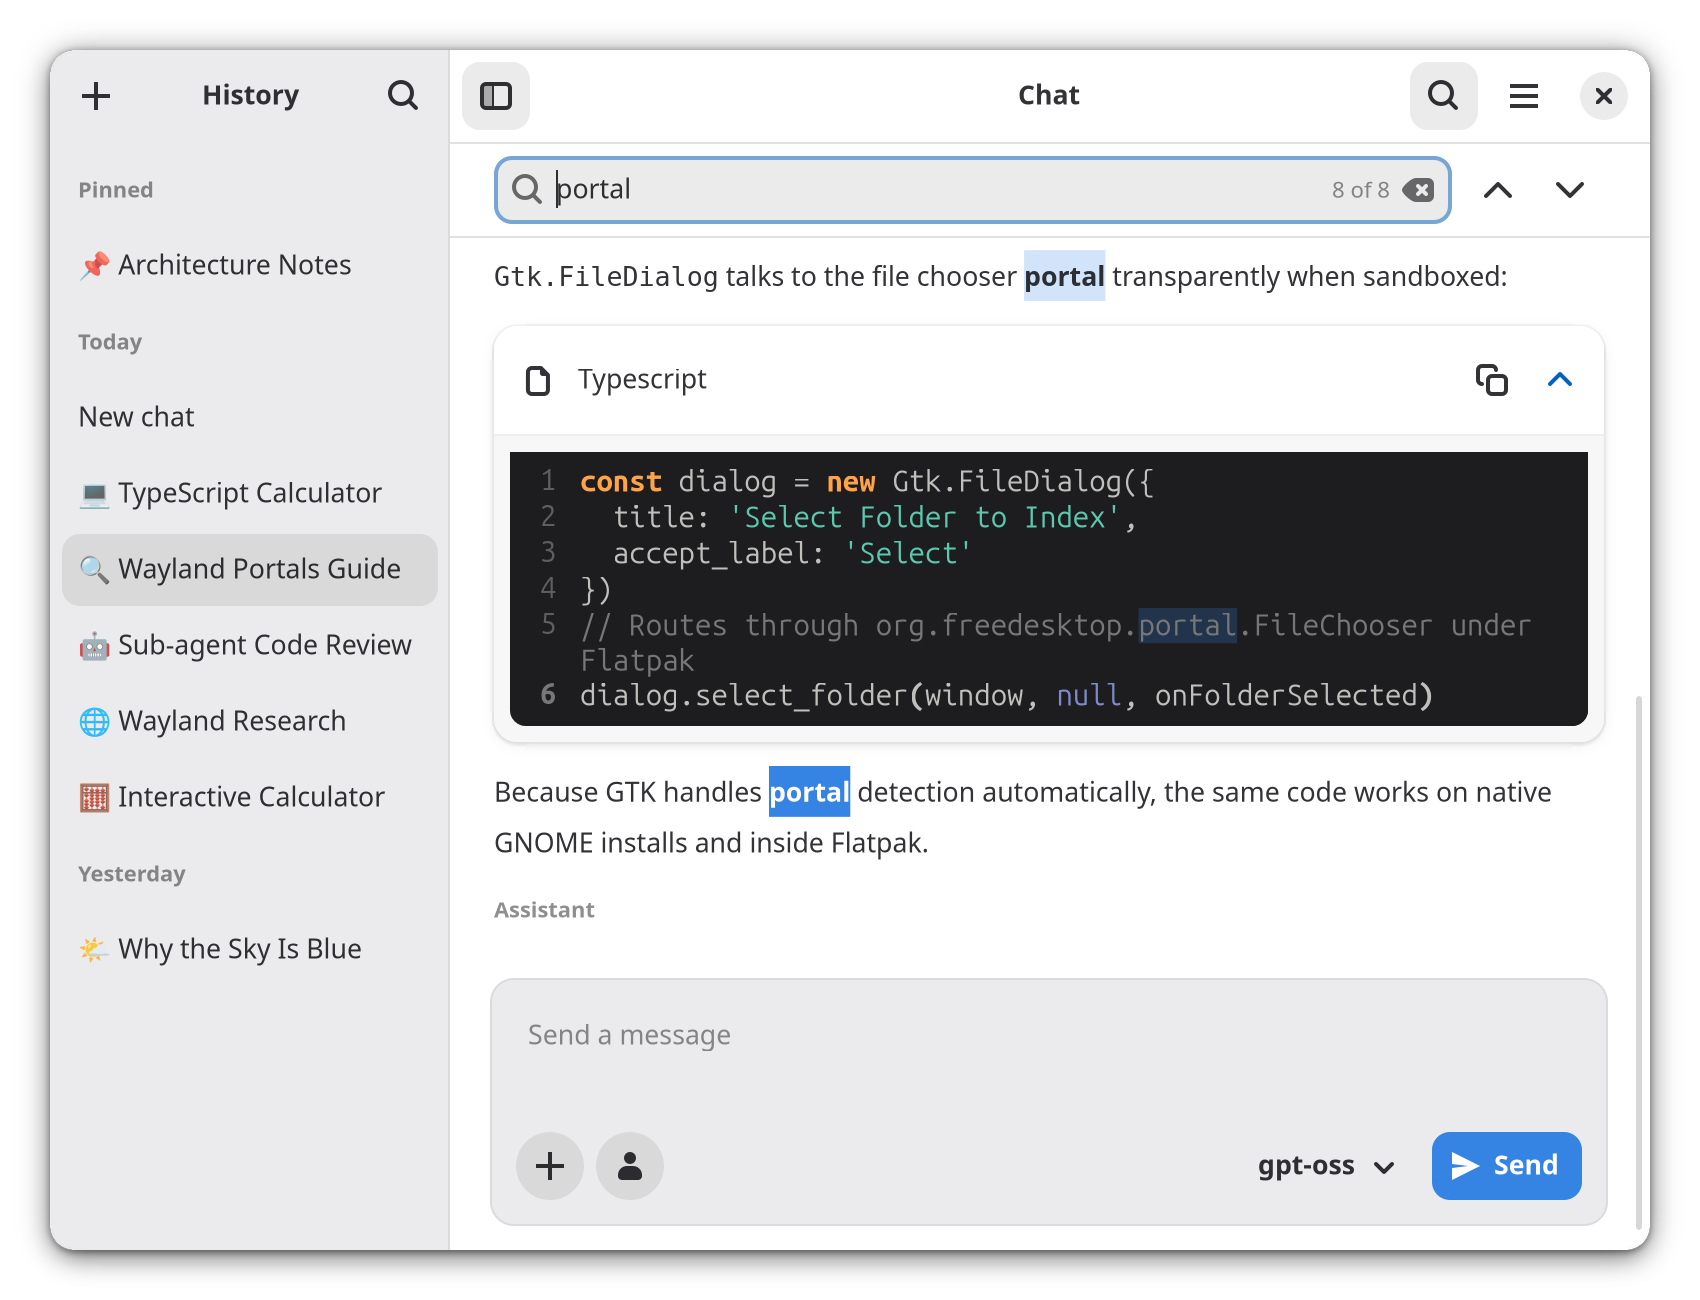 History
Chat
portal
8 of 8
Pinned
📌 Architecture Notes
Today
New chat
💻 TypeScript Calculator
🔍 Wayland Portals Guide
🤖 Sub-agent Code Review
🌐 Wayland Research
🧮 Interactive Calculator
Yesterday
🌤️ Why the Sky Is Blue
Gtk.FileDialog talks to the file chooser portal transparently when sandboxed:
Typescript
1 const dialog = new Gtk.FileDialog({
2   title: 'Select Folder to Index',
3   accept_label: 'Select'
4 })
5 // Routes through org.freedesktop.portal.FileChooser under
Flatpak
6 dialog.select_folder(window, null, onFolderSelected)
Because GTK handles portal detection automatically, the same code works on native
GNOME installs and inside Flatpak.
Assistant
Send a message
gpt-oss
Send